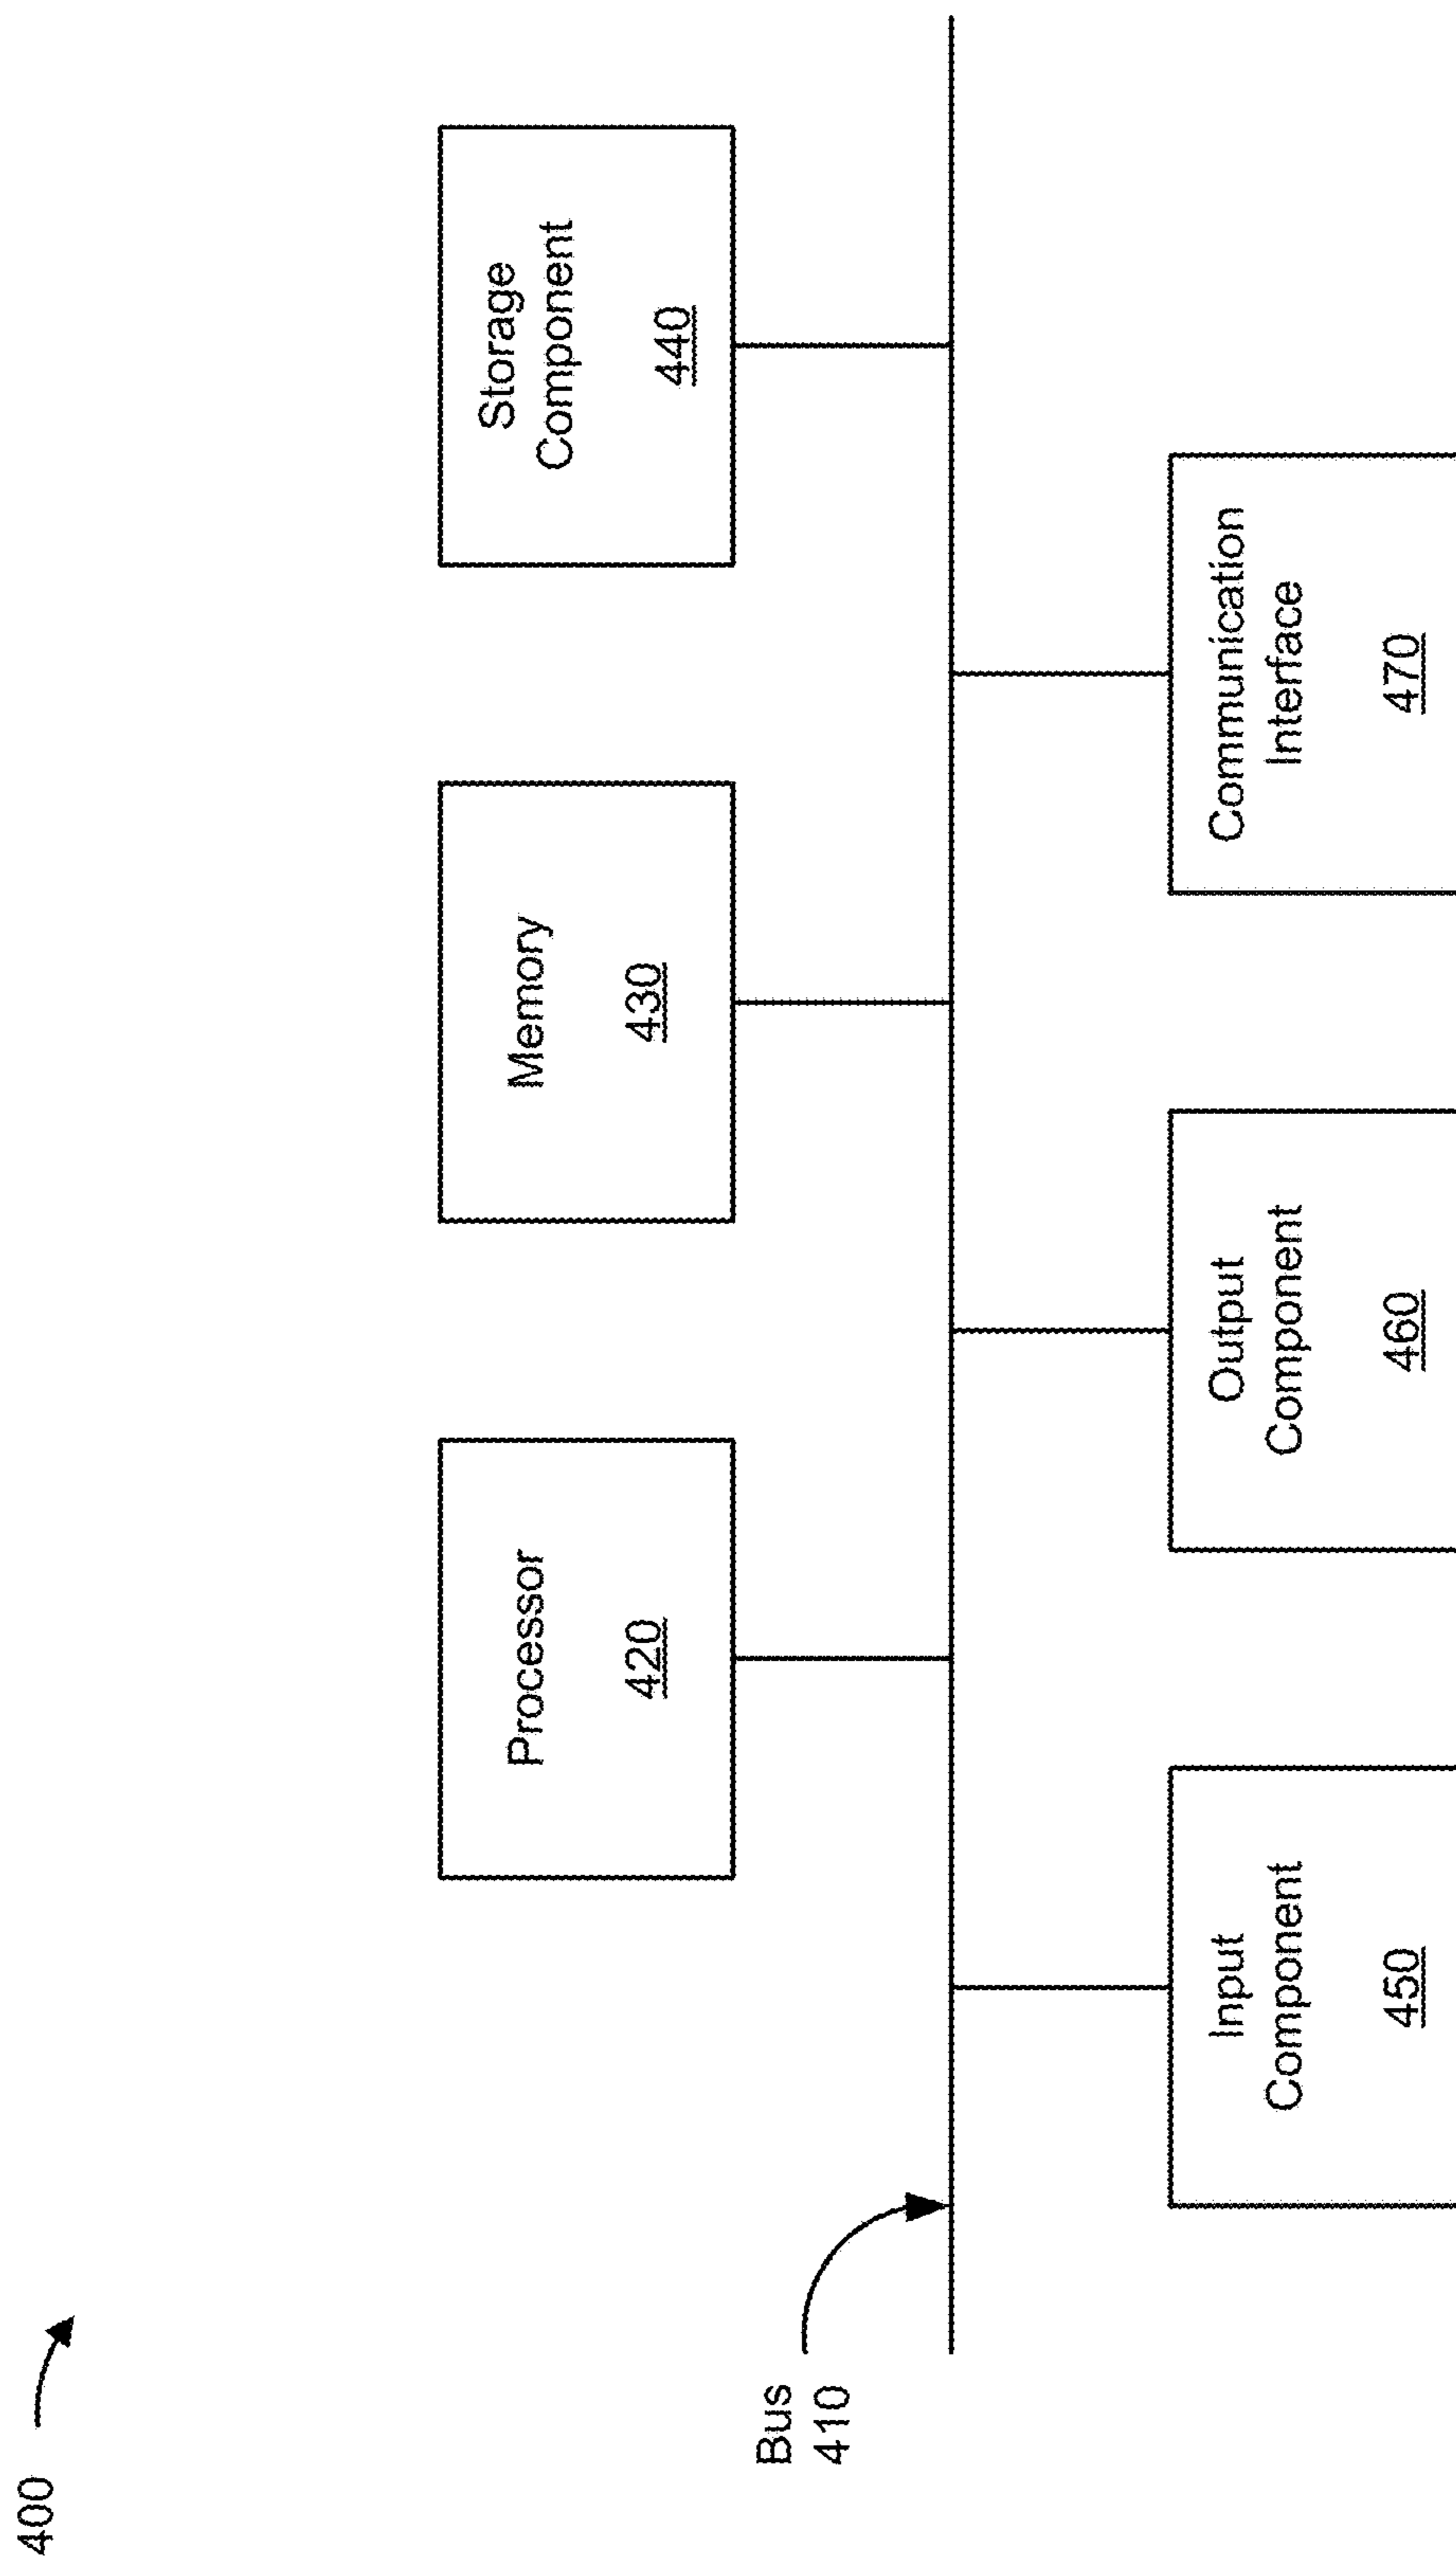 400
Processor
420
Memory
430
Storage
Component
440
Bus
410
Input
Component
450
Output
Component
460
Communication
Interface
470